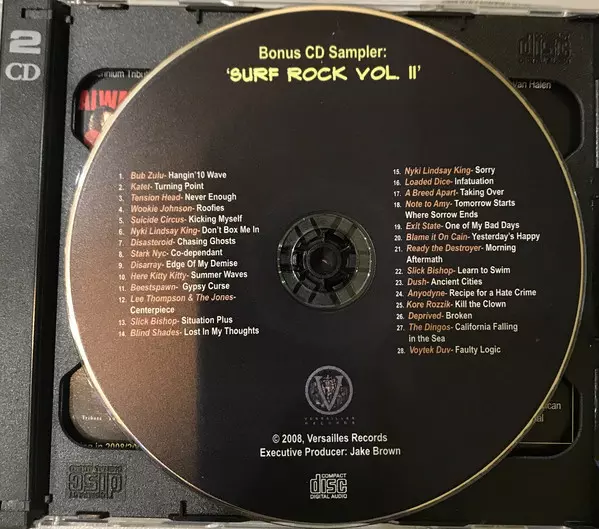 2
CD
nnium Tribu
Van Halen
Bonus CD Sampler:
'SURF ROCK VOL. II'
1. Bub Zulu- Hangin'10 Wave
2. Katet- Turning Point
3. Tension Head- Never Enough
4. Wookie Johnson- Roofies
5. Suicide Circus- Kicking Myself
6. Nyki Lindsay King- Don't Box Me In
7. Disasteroid- Chasing Ghosts
8. Stark Nyc- Co-dependant
9. Disarray- Edge Of My Demise
10. Here Kitty Kitty- Summer Waves
11. Beestspawn- Gypsy Curse
12. Lee Thompson & The Jones-
Centerpiece
13. Slick Bishop- Situation Plus
14. Blind Shades- Lost In My Thoughts
15. Nyki Lindsay King- Sorry
16. Loaded Dice- Infatuation
17. A Breed Apart- Taking Over
18. Note to Amy- Tomorrow Starts
Where Sorrow Ends
19. Exit State- One of My Bad Days
20. Blame it On Cain- Yesterday's Happy
21. Ready the Destroyer- Morning
Aftermath
22. Slick Bishop- Learn to Swim
23. Dush- Ancient Cities
24. Anyodyne- Recipe for a Hate Crime
25. Kore Rozzik- Kill the Clown
26. Deprived- Broken
27. The Dingos- California Falling
in the Sea
28. Voytek Duv- Faulty Logic
V
VERSAILLES
RECORDS
© 2008, Versailles Records
Executive Producer: Jake Brown
COMPACT
disc
DIGITAL AUDIO